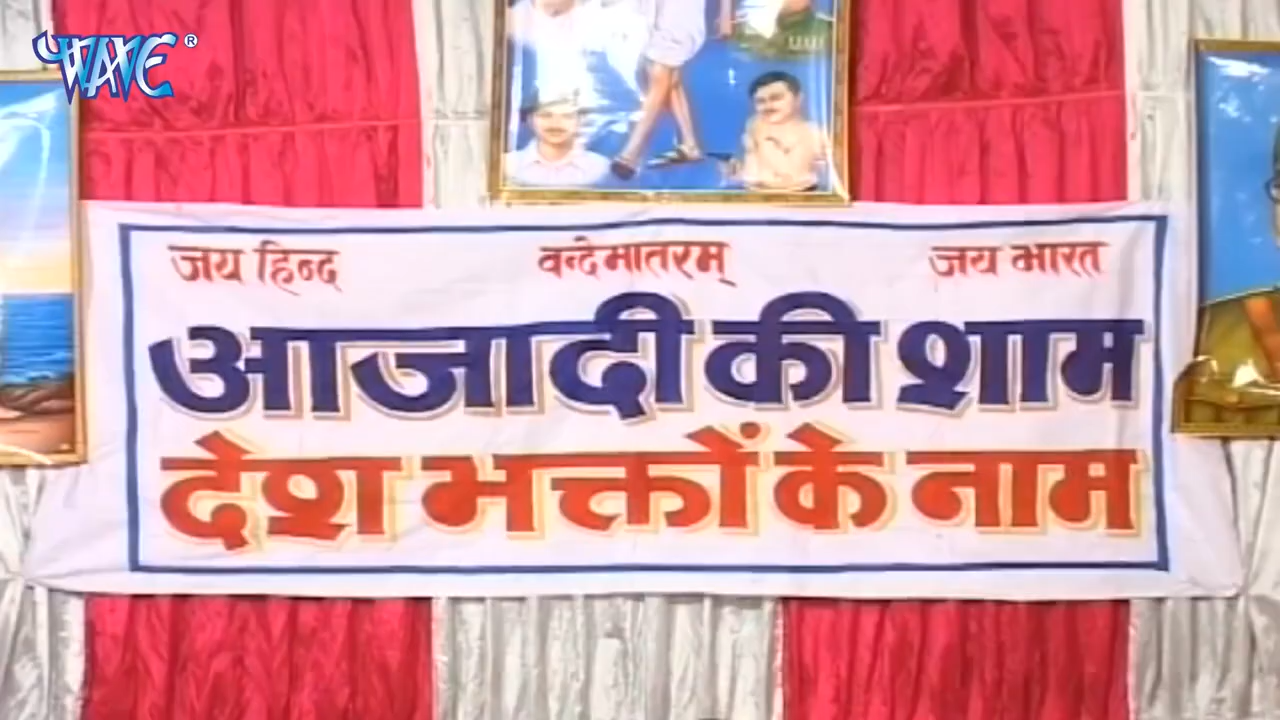 WAVE ®
जय हिन्द वन्देमातरम् जय भारत
आजादी की शाम
देश भक्तों के नाम